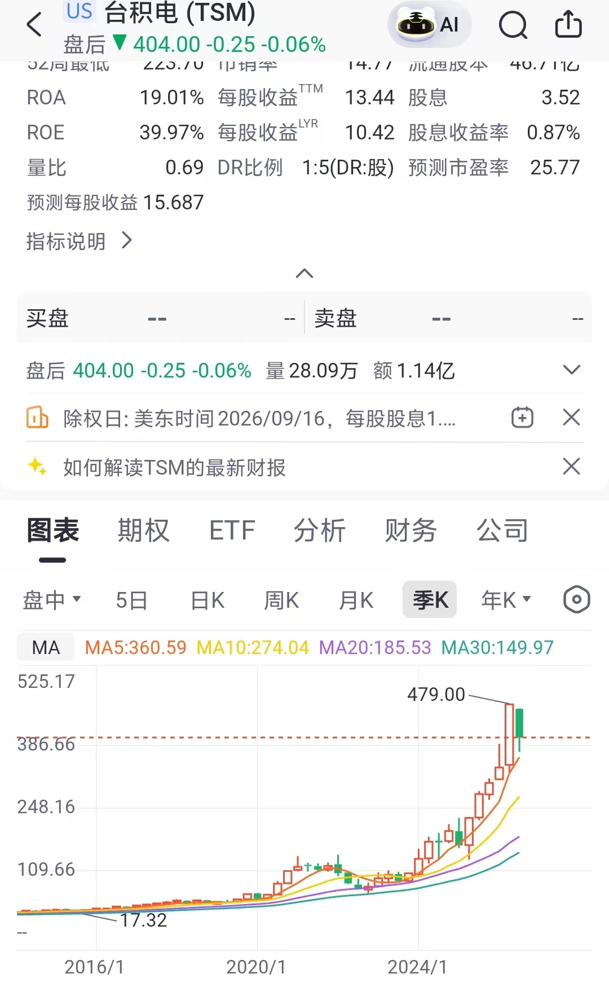 US 台积电 (TSM)
盘后 ▼ 404.00 -0.25 -0.06%
AI
52周最低 223.70 市销率 14.77 流通股本 46.71亿
ROA 19.01% 每股收益TTM 13.44 股息 3.52
ROE 39.97% 每股收益LYR 10.42 股息收益率 0.87%
量比 0.69 DR比例 1:5(DR:股) 预测市盈率 25.77
预测每股收益 15.687
指标说明
买盘 -- -- 卖盘 -- --
盘后 404.00 -0.25 -0.06% 量 28.09万 额 1.14亿
除权日: 美东时间 2026/09/16，每股股息1....
如何解读TSM的最新财报
图表 期权 ETF 分析 财务 公司
盘中 5日 日K 周K 月K 季K 年K
MA MA5:360.59 MA10:274.04 MA20:185.53 MA30:149.97
525.17
479.00
386.66
248.16
109.66
17.32
--
2016/1 2020/1 2024/1